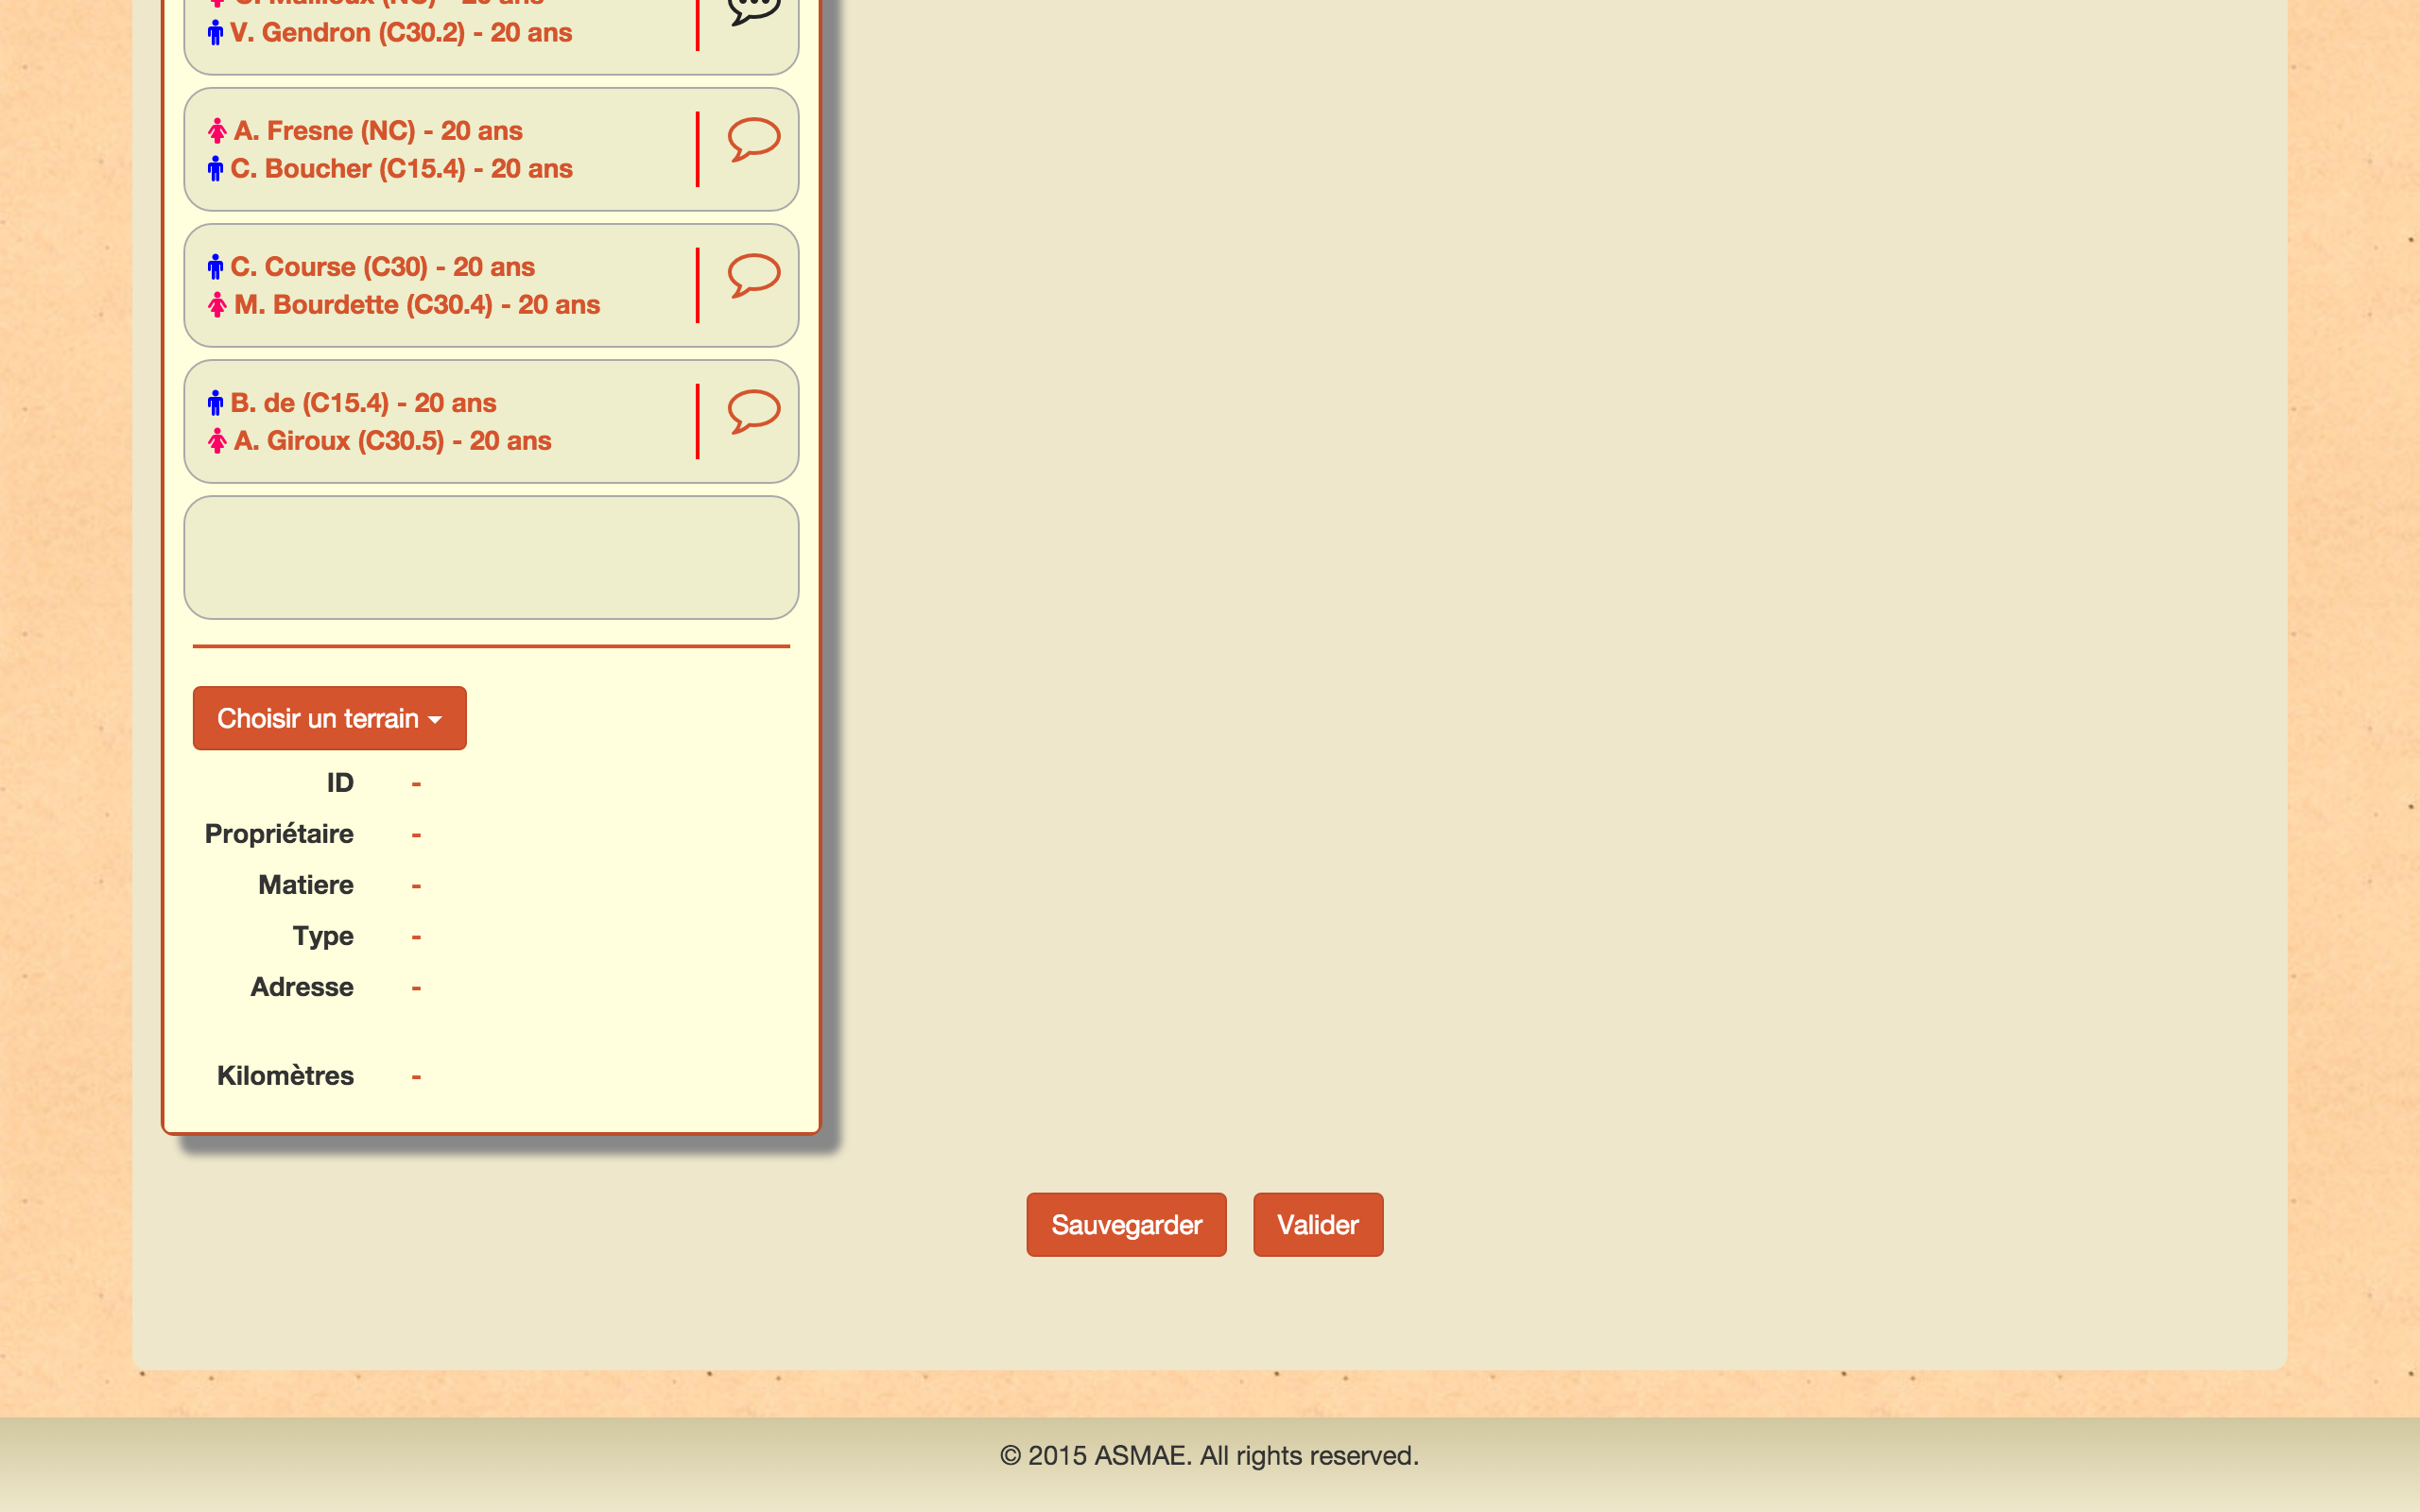 V. Gendron (C30.2) - 20 ans
A. Fresne (NC) - 20 ans
C. Boucher (C15.4) - 20 ans
C. Course (C30) - 20 ans
M. Bourdette (C30.4) - 20 ans
B. de (C15.4) - 20 ans
A. Giroux (C30.5) - 20 ans
Choisir un terrain
ID -
Propriétaire -
Matiere -
Type -
Adresse -
Kilomètres -
Sauvegarder Valider
© 2015 ASMAE. All rights reserved.